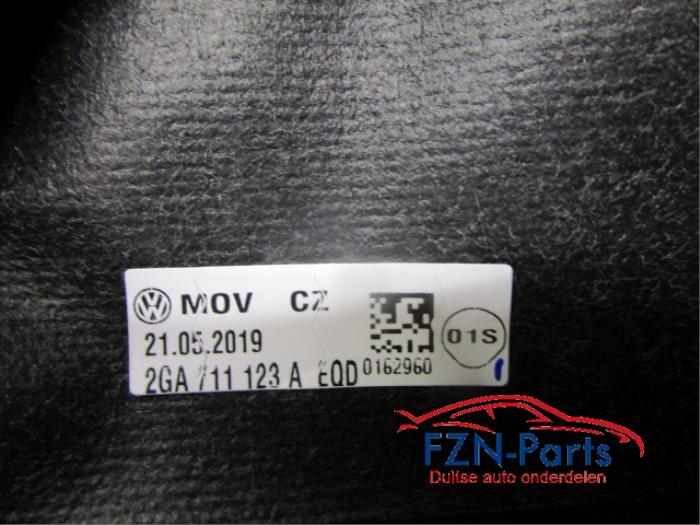 MOV CZ
21.05.2019
2GA 711 123 A EQD
0162960
01S
FZN-Parts
Duitse auto onderdelen